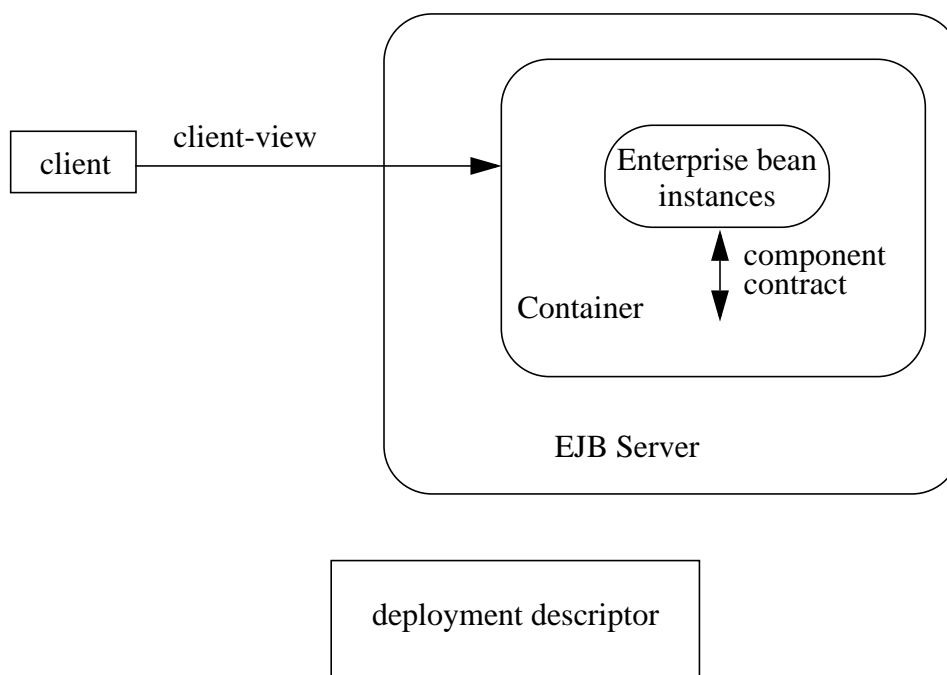 client-view
client
Enterprise bean
instances
component
contract
Container
EJB Server
deployment descriptor